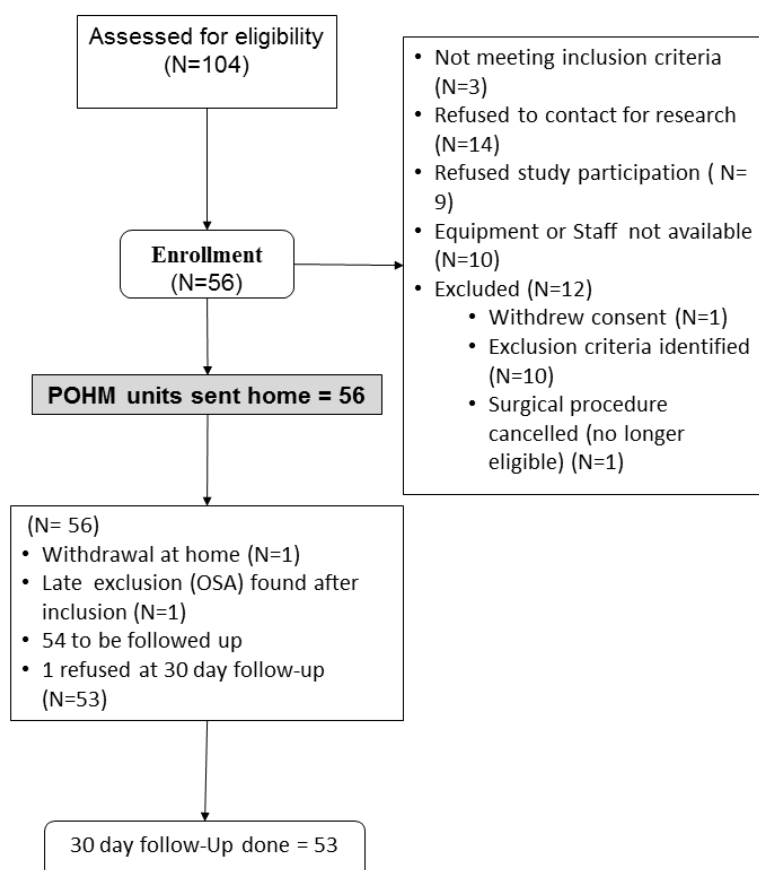 Assessed for eligibility
(N=104)
• Not meeting inclusion criteria
(N=3)
• Refused to contact for research
(N=14)
• Refused study participation ( N=
9)
• Equipment or Staff not available
(N=10)
• Excluded (N=12)
• Withdrew consent (N=1)
• Exclusion criteria identified
(N=10)
• Surgical procedure
cancelled (no longer
eligible) (N=1)
Enrollment
(N=56)
POHM units sent home = 56
(N= 56)
• Withdrawal at home (N=1)
• Late exclusion (OSA) found after
inclusion (N=1)
• 54 to be followed up
• 1 refused at 30 day follow-up
(N=53)
30 day follow-Up done = 53